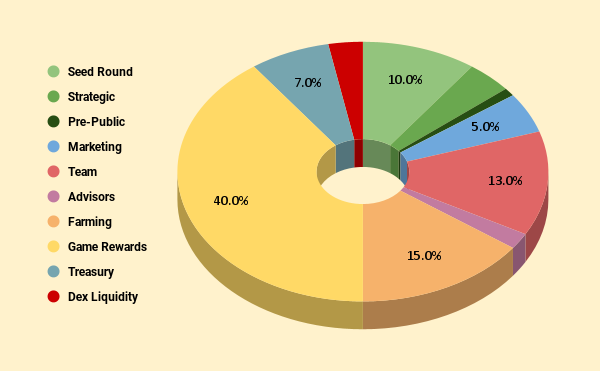 Seed Round
Strategic
Pre-Public
Marketing
Team
Advisors
Farming
Game Rewards
Treasury
Dex Liquidity
7.0%
10.0%
5.0%
13.0%
40.0%
15.0%